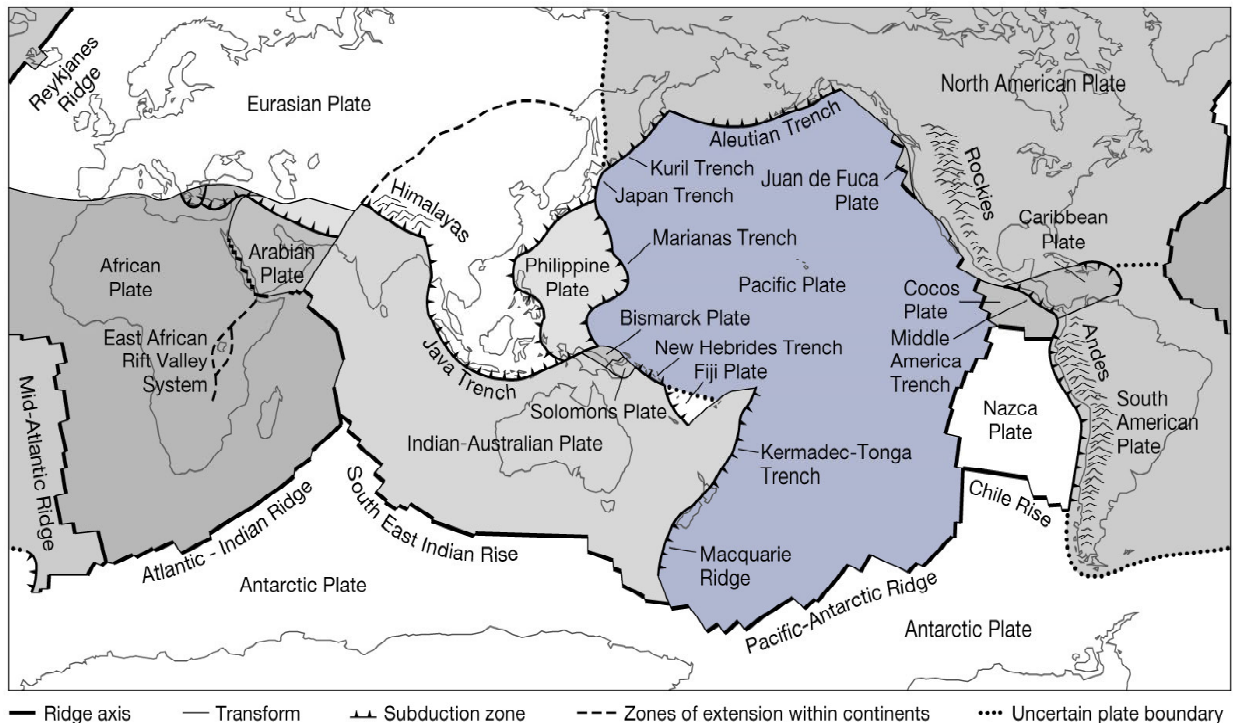 Reykjanes
Ridge
Eurasian Plate
North American Plate
Aleutian Trench
Kuril Trench
Japan Trench
Juan de Fuca
Plate
Rockies
Himalayas
Caribbean
Plate
Marianas Trench
African
Plate
Arabian
Plate
Philippine
Plate
Pacific Plate
Cocos
Plate
Bismarck Plate
Middle
America
Trench
East African
Rift Valley
System
New Hebrides Trench
Fiji Plate
Java Trench
Andes
Mid-Atlantic Ridge
Solomons Plate
Nazca
Plate
South
American
Plate
Indian-Australian Plate
Kermadec-Tonga
Trench
Chile Rise
South East Indian Rise
Atlantic - Indian Ridge
Macquarie
Ridge
Antarctic Plate
Pacific-Antarctic Ridge
Antarctic Plate
Ridge axis
Transform
Subduction zone
Zones of extension within continents
Uncertain plate boundary